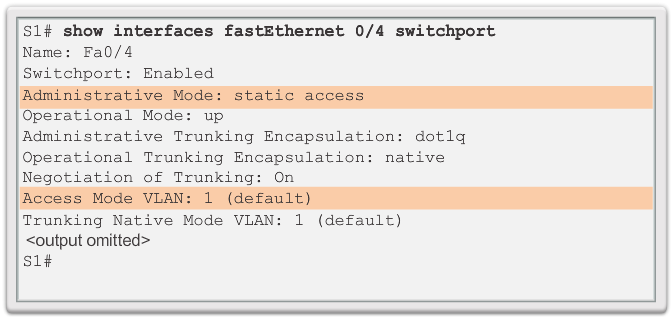 S1# show interfaces fastEthernet 0/4 switchport
Name: Fa0/4
Switchport: Enabled
Administrative Mode: static access
Operational Mode: up
Administrative Trunking Encapsulation: dot1q
Operational Trunking Encapsulation: native
Negotiation of Trunking: On
Access Mode VLAN: 1 (default)
Trunking Native Mode VLAN: 1 (default)
<output omitted>
S1#